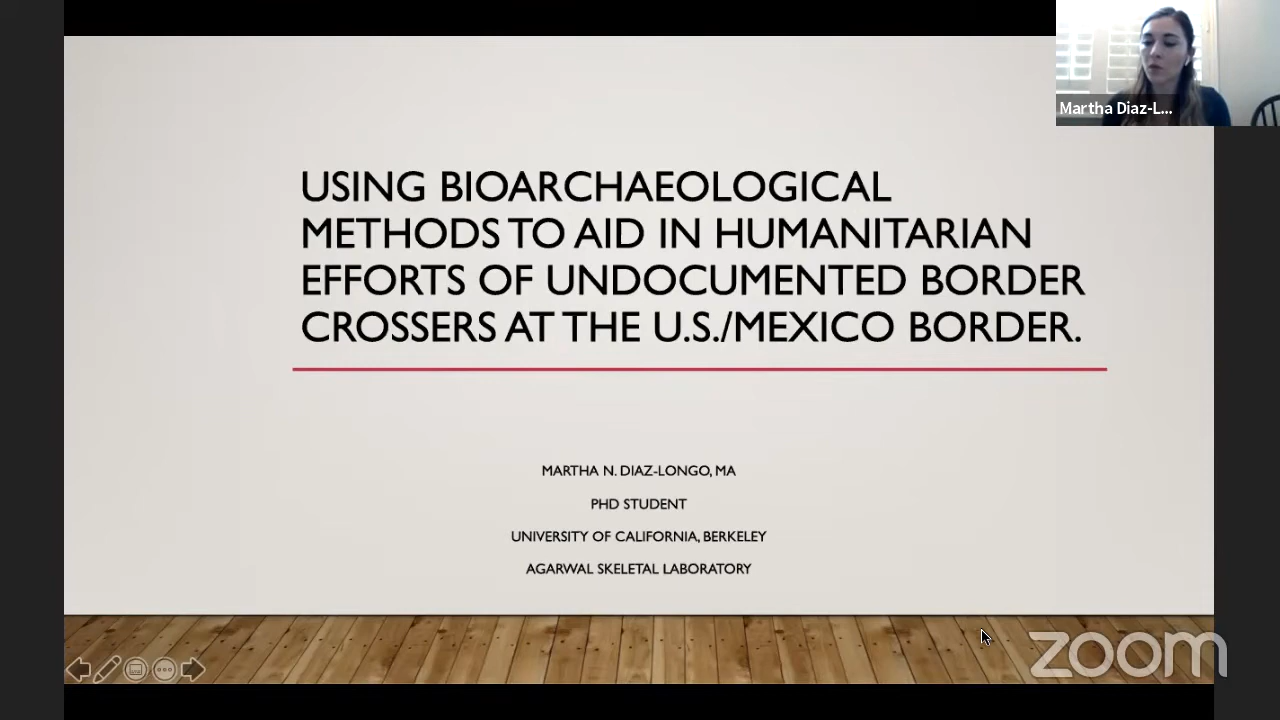 Martha Diaz-L...
USING BIOARCHAEOLOGICAL
METHODS TO AID IN HUMANITARIAN
EFFORTS OF UNDOCUMENTED BORDER
CROSSERS AT THE U.S./MEXICO BORDER.
MARTHA N. DIAZ-LONGO, MA
PHD STUDENT
UNIVERSITY OF CALIFORNIA, BERKELEY
AGARWAL SKELETAL LABORATORY
zoom